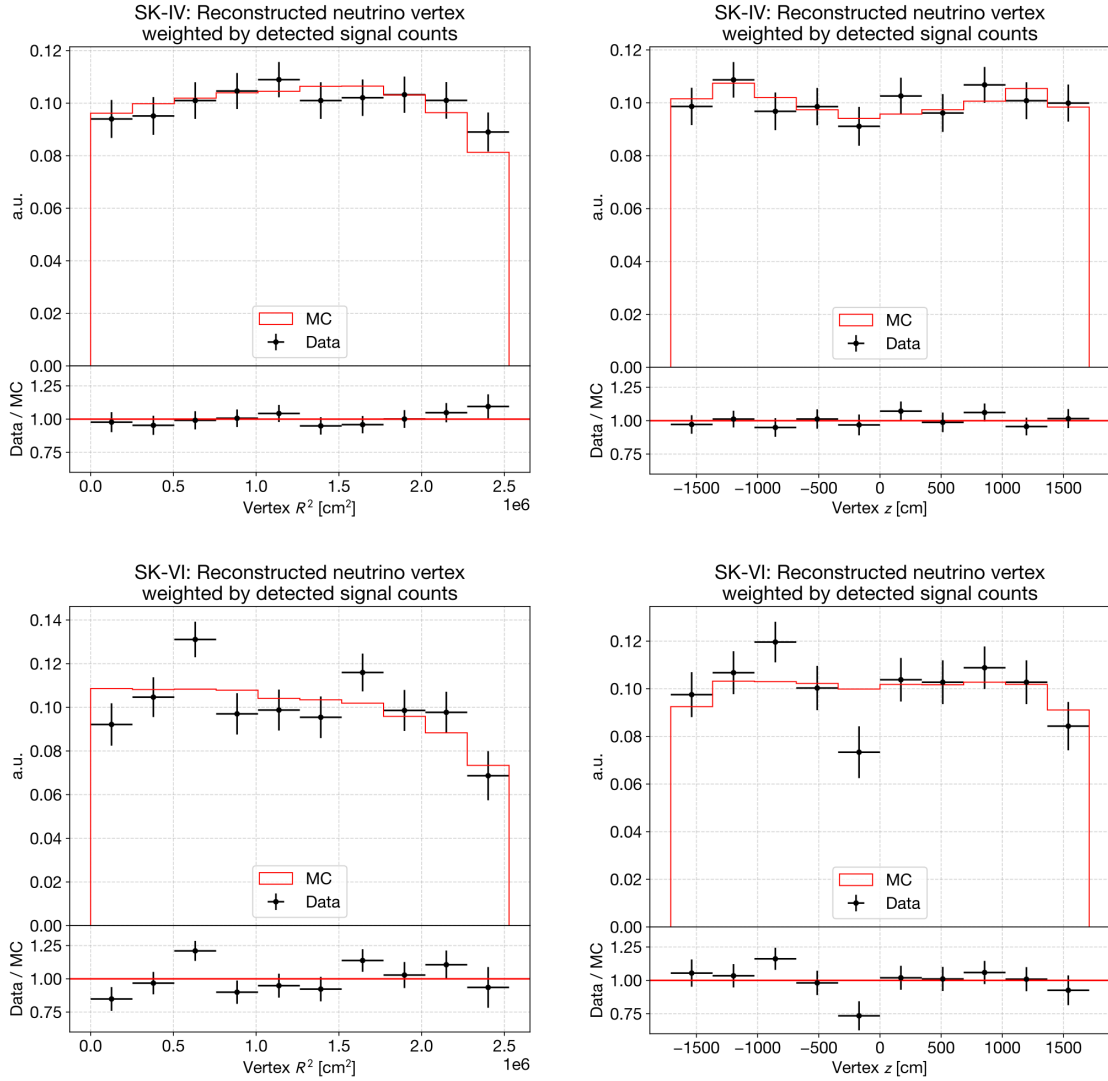 SK-IV: Reconstructed neutrino vertex
weighted by detected signal counts
0.12
0.10
0.08
0.06
0.04
0.02
0.00
a.u.
MC
Data
1.25
1.00
0.75
Data / MC
0.0
0.5
1.0
1.5
2.0
2.5
1e6
Vertex R² [cm²]
SK-IV: Reconstructed neutrino vertex
weighted by detected signal counts
0.12
0.10
0.08
0.06
0.04
0.02
0.00
a.u.
MC
Data
1.25
1.00
0.75
Data / MC
−1500
−1000
−500
0
500
1000
1500
Vertex z [cm]
SK-VI: Reconstructed neutrino vertex
weighted by detected signal counts
0.14
0.12
0.10
0.08
0.06
0.04
0.02
0.00
a.u.
MC
Data
1.25
1.00
0.75
Data / MC
0.0
0.5
1.0
1.5
2.0
2.5
1e6
Vertex R² [cm²]
SK-VI: Reconstructed neutrino vertex
weighted by detected signal counts
0.12
0.10
0.08
0.06
0.04
0.02
0.00
a.u.
MC
Data
1.25
1.00
0.75
Data / MC
−1500
−1000
−500
0
500
1000
1500
Vertex z [cm]